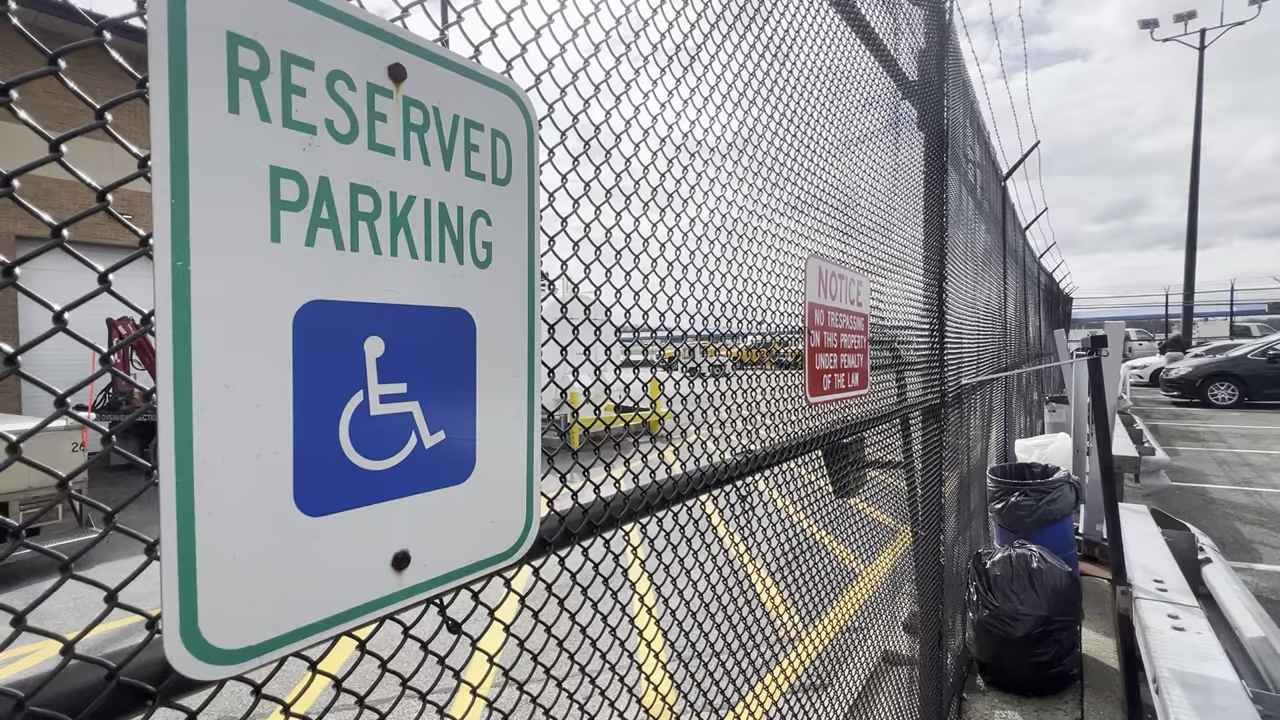 RESERVED
PARKING
NOTICE
NO TRESPASSING
ON THIS PROPERTY
UNDER PENALTY
OF THE LAW